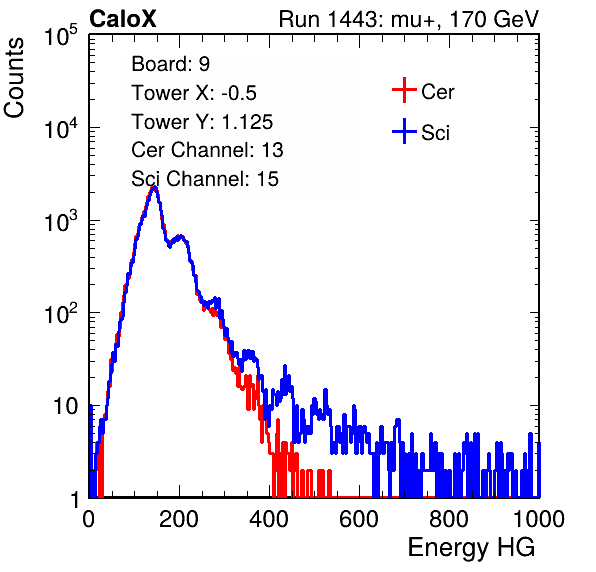 CaloX Run 1443: mu+, 170 GeV
Counts
Board: 9
Tower X: -0.5
Tower Y: 1.125
Cer Channel: 13
Sci Channel: 15
Cer
Sci
10^5
10^4
10^3
10^2
10
1
0 200 400 600 800 1000
Energy HG